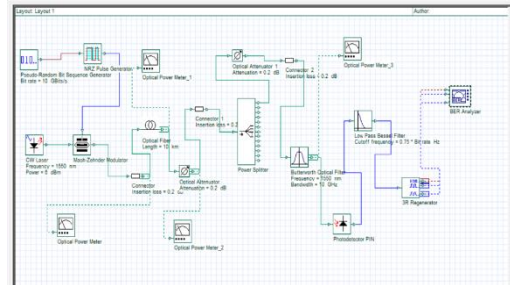 Layout: Layout 1
Author:
Pseudo-Random Bit Sequence Generator
Bit rate = 10 GBits/s
NRZ Pulse Generator
Optical Power Meter_1
CW Laser
Frequency = 1550 nm
Power = 5 dBm
Mach-Zehnder Modulator
Optical Fiber
Length = 10 km
Connector
Insertion loss = 0.2
Optical Attenuator
Attenuation = 0.2 dB
Optical Power Meter
Optical Power Meter_2
Connector 1
Insertion loss = 0.2
Optical Attenuator 1
Attenuation = 0.2 dB
Connector 2
Insertion loss = 0.2 dB
Power Splitter
Optical Power Meter_3
Butterworth Optical Filter
Frequency = 1550 nm
Bandwidth = 10 GHz
Low Pass Bessel Filter
Cutoff frequency = 0.75 * Bit rate Hz
Photodetector PIN
3R Regenerator
BER Analyzer